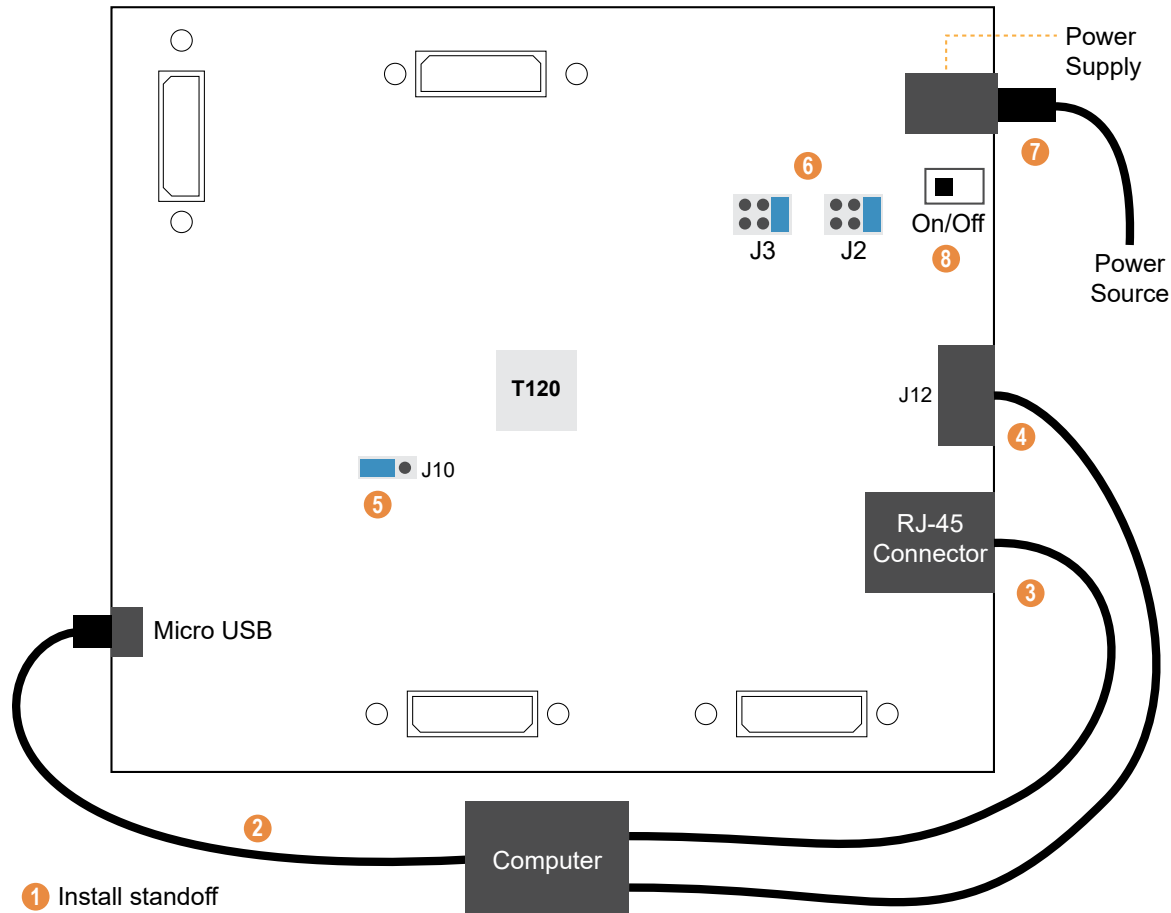 Power
Supply
7
6
On/Off
J3
J2
8
Power
Source
T120
J12
4
J10
5
RJ-45
Connector
3
Micro USB
2
Computer
1 Install standoff